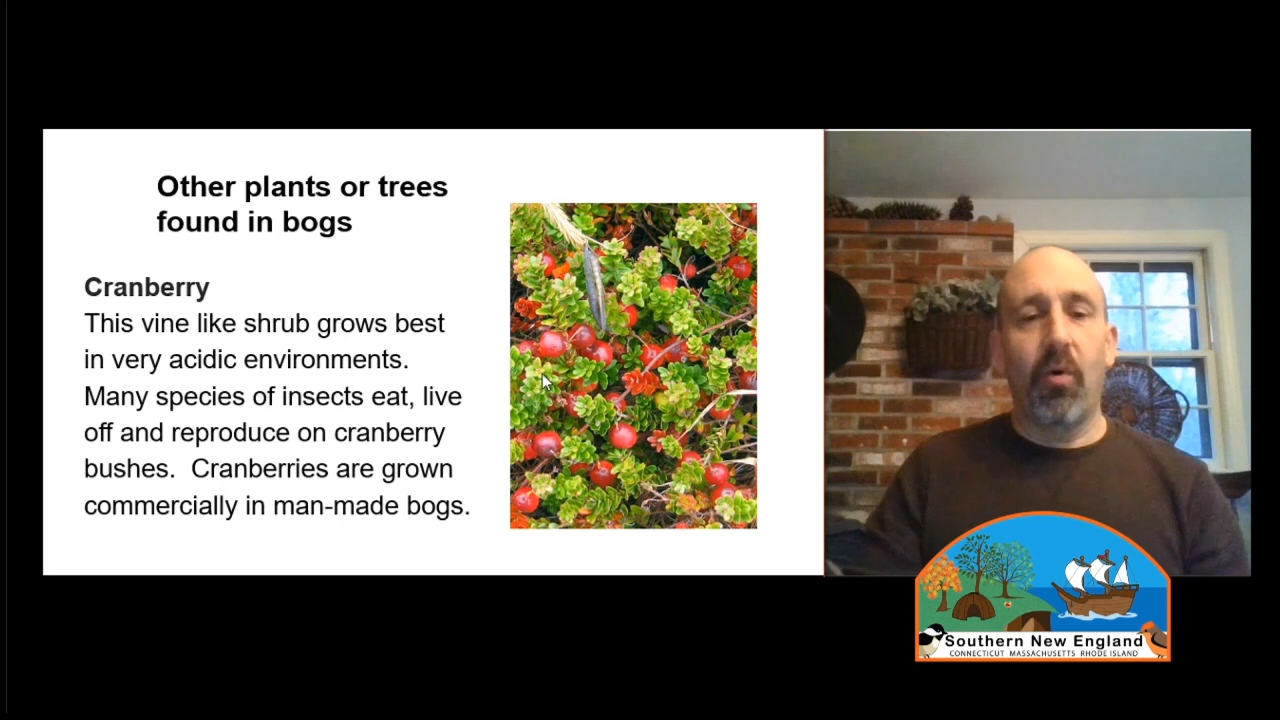 Other plants or trees
found in bogs
Cranberry
This vine like shrub grows best
in very acidic environments.
Many species of insects eat, live
off and reproduce on cranberry
bushes.  Cranberries are grown
commercially in man-made bogs.
Southern New England
CONNECTICUT MASSACHUSETTS RHODE ISLAND